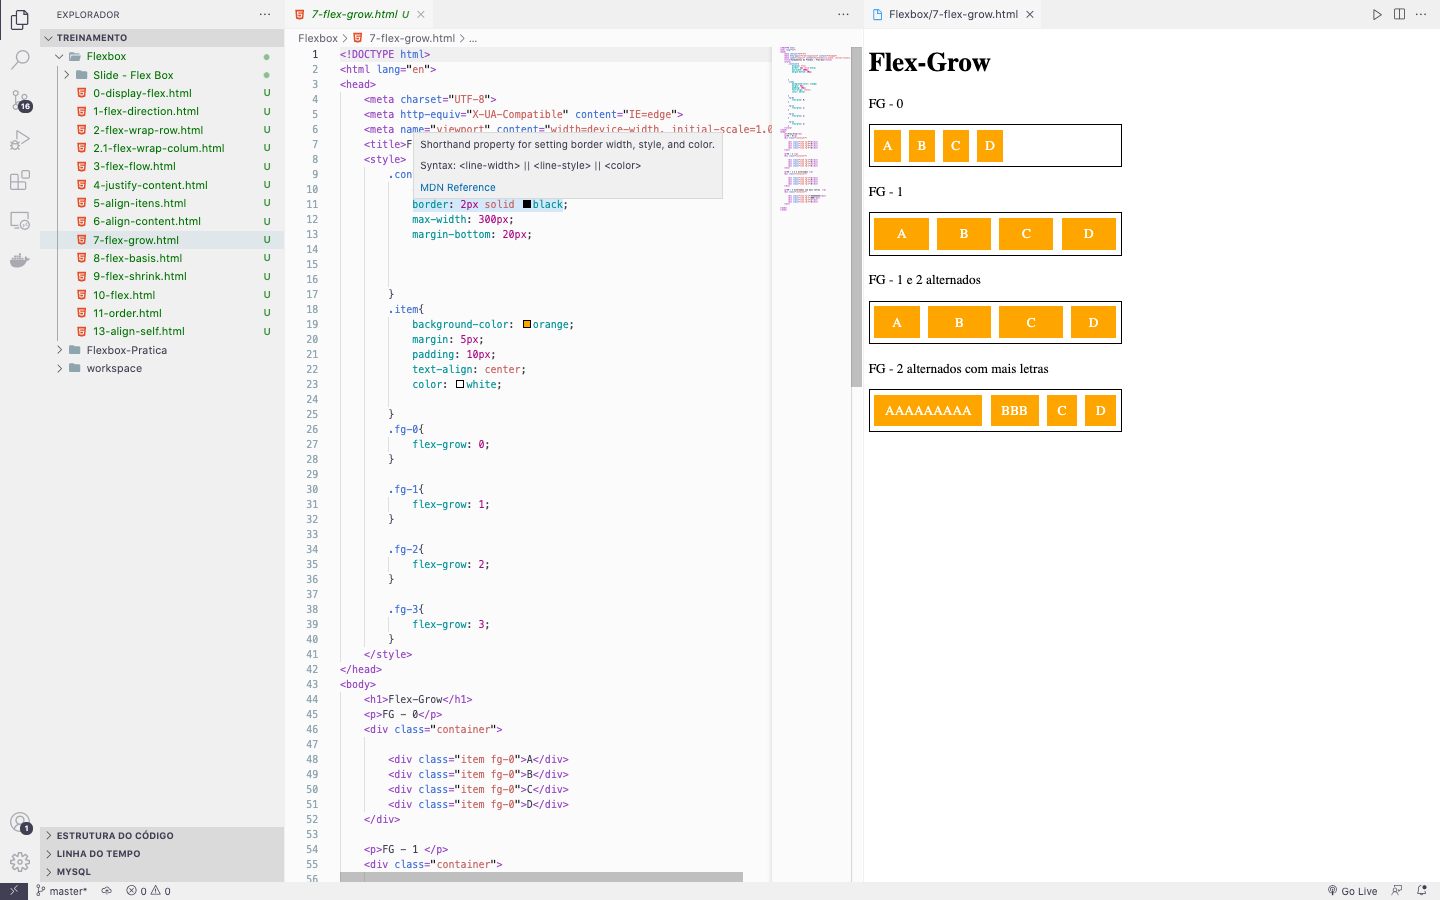 EXPLORADOR
TREINAMENTO
Flexbox
Slide - Flex Box
0-display-flex.html U
1-flex-direction.html U
2-flex-wrap-row.html U
2.1-flex-wrap-colum.html U
3-flex-flow.html U
4-justify-content.html U
5-align-itens.html U
6-align-content.html U
7-flex-grow.html U
8-flex-basis.html U
9-flex-shrink.html U
10-flex.html U
11-order.html U
13-align-self.html U
Flexbox-Pratica
workspace
ESTRUTURA DO CÓDIGO
LINHA DO TEMPO
MYSQL
16
1
7-flex-grow.html U
Flexbox > 7-flex-grow.html > ...
1 <!DOCTYPE html>
2 <html lang="en">
3 <head>
4 <meta charset="UTF-8">
5 <meta http-equiv="X-UA-Compatible" content="IE=edge">
6 <meta name="viewport" content="width=device-width, initial-scale=1.0
7 <title>F
8 <style>
9 .con
10
Shorthand property for setting border width, style, and color.
Syntax: <line-width> || <line-style> || <color>
MDN Reference
11 border: 2px solid black;
12 max-width: 300px;
13 margin-bottom: 20px;
14
15
16
17 }
18 .item{
19 background-color: orange;
20 margin: 5px;
21 padding: 10px;
22 text-align: center;
23 color: white;
24
25 }
26 .fg-0{
27 flex-grow: 0;
28 }
29
30 .fg-1{
31 flex-grow: 1;
32 }
33
34 .fg-2{
35 flex-grow: 2;
36 }
37
38 .fg-3{
39 flex-grow: 3;
40 }
41 </style>
42 </head>
43 <body>
44 <h1>Flex-Grow</h1>
45 <p>FG - 0</p>
46 <div class="container">
47
48 <div class="item fg-0">A</div>
49 <div class="item fg-0">B</div>
50 <div class="item fg-0">C</div>
51 <div class="item fg-0">D</div>
52 </div>
53
54 <p>FG - 1 </p>
55 <div class="container">
56
Flexbox/7-flex-grow.html
Flex-Grow
FG - 0
A B C D
FG - 1
A B C D
FG - 1 e 2 alternados
A B C D
FG - 2 alternados com mais letras
AAAAAAAAA BBB C D
master* 0 0
Go Live